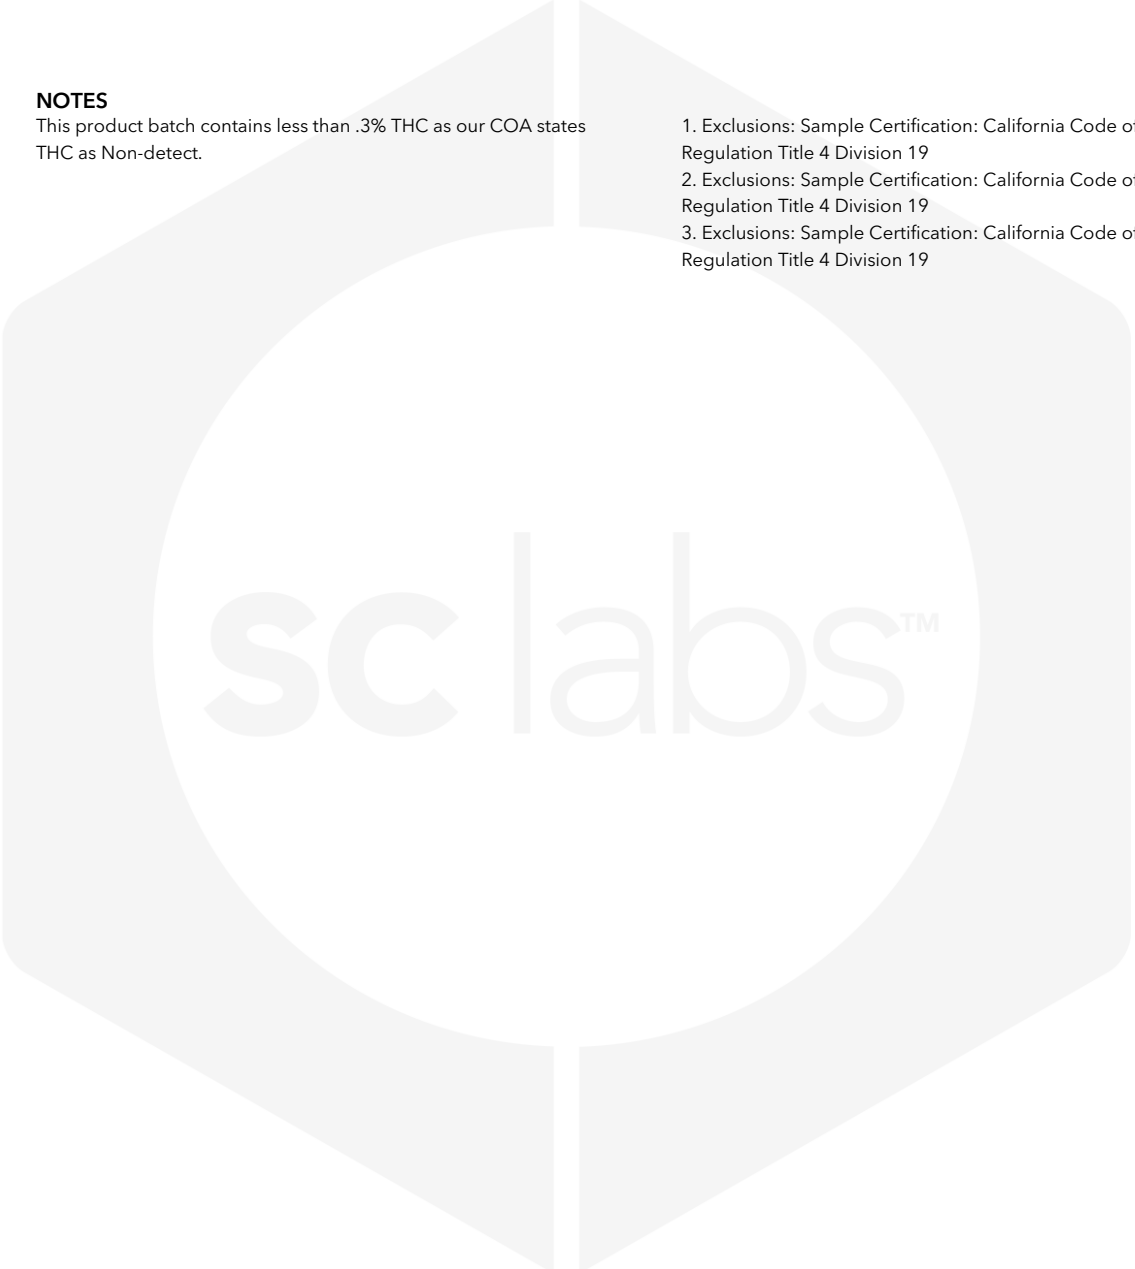 NOTES
This product batch contains less than .3% THC as our COA states
THC as Non-detect.
1. Exclusions: Sample Certification: California Code of
Regulation Title 4 Division 19
2. Exclusions: Sample Certification: California Code of
Regulation Title 4 Division 19
3. Exclusions: Sample Certification: California Code of
Regulation Title 4 Division 19
sc labs™